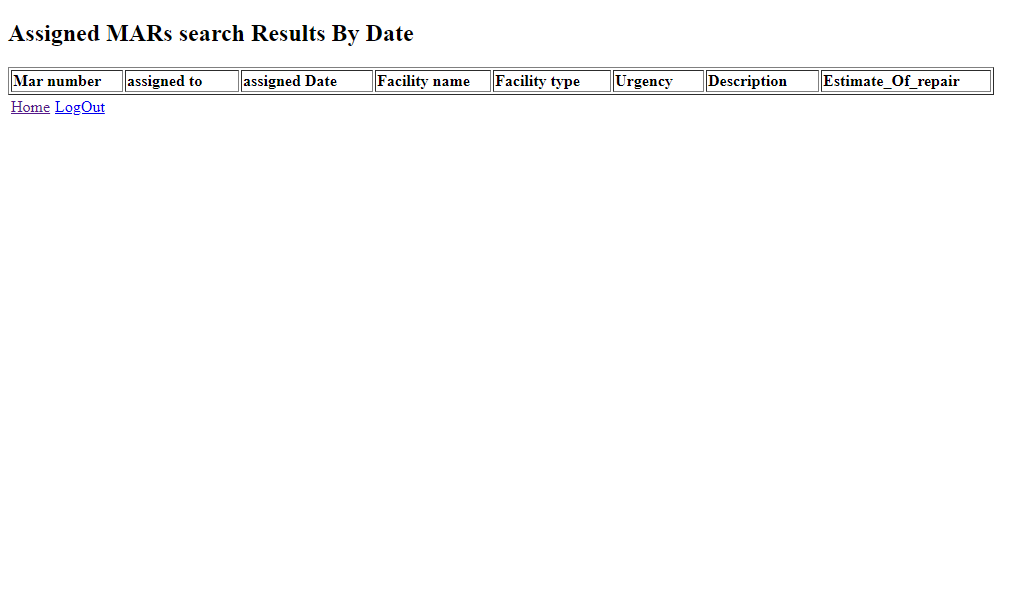 Assigned MARs search Results By Date
Mar number assigned to assigned Date Facility name Facility type Urgency Description Estimate_Of_repair
Home LogOut